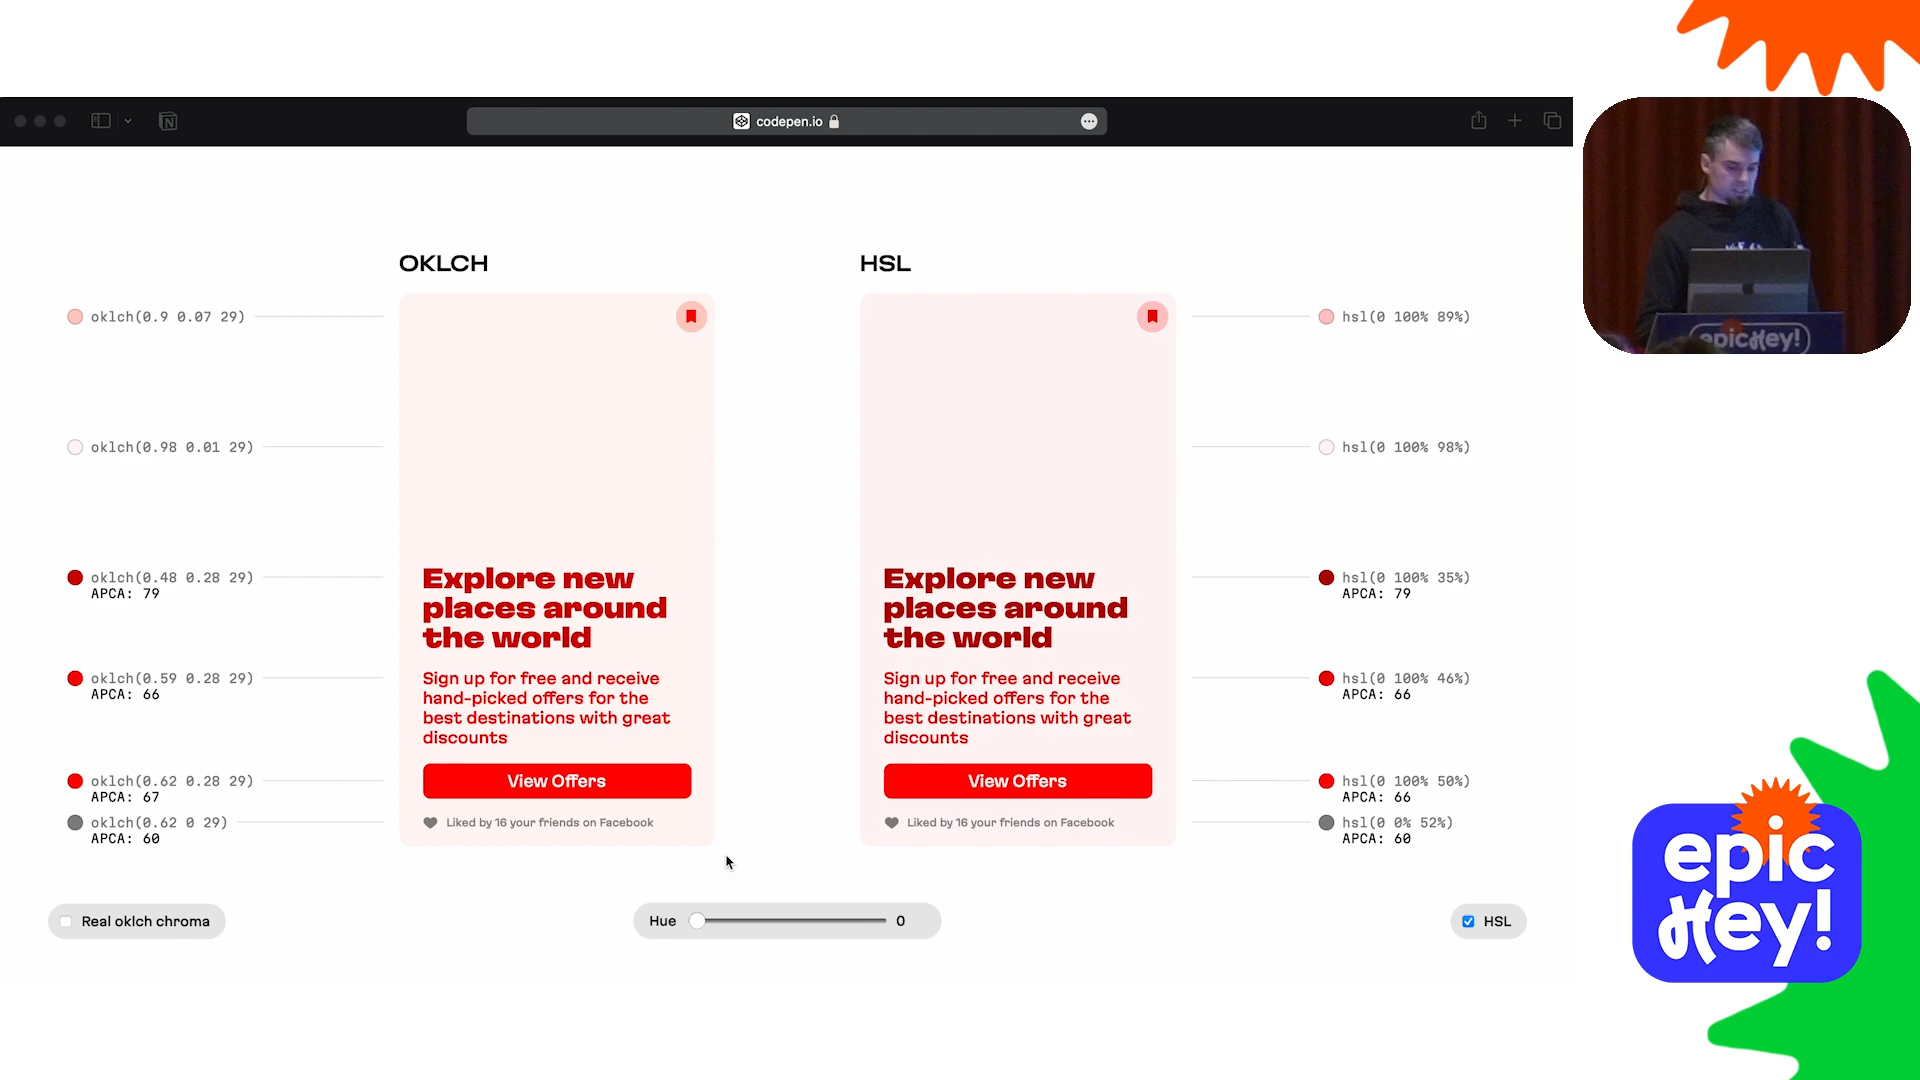 codepen.io
OKLCH
HSL
oklch(0.9 0.07 29)
hsl(0 100% 89%)
oklch(0.98 0.01 29)
hsl(0 100% 98%)
oklch(0.48 0.28 29)
APCA: 79
Explore new
places around
the world
Explore new
places around
the world
hsl(0 100% 35%)
APCA: 79
oklch(0.59 0.28 29)
APCA: 66
Sign up for free and receive
hand-picked offers for the
best destinations with great
discounts
Sign up for free and receive
hand-picked offers for the
best destinations with great
discounts
hsl(0 100% 46%)
APCA: 66
oklch(0.62 0.28 29)
APCA: 67
View Offers
View Offers
hsl(0 100% 50%)
APCA: 66
oklch(0.62 0 29)
APCA: 60
Liked by 16 your friends on Facebook
Liked by 16 your friends on Facebook
hsl(0 0% 52%)
APCA: 60
Real oklch chroma
Hue 0
HSL
epicHey!
epic
Hey!